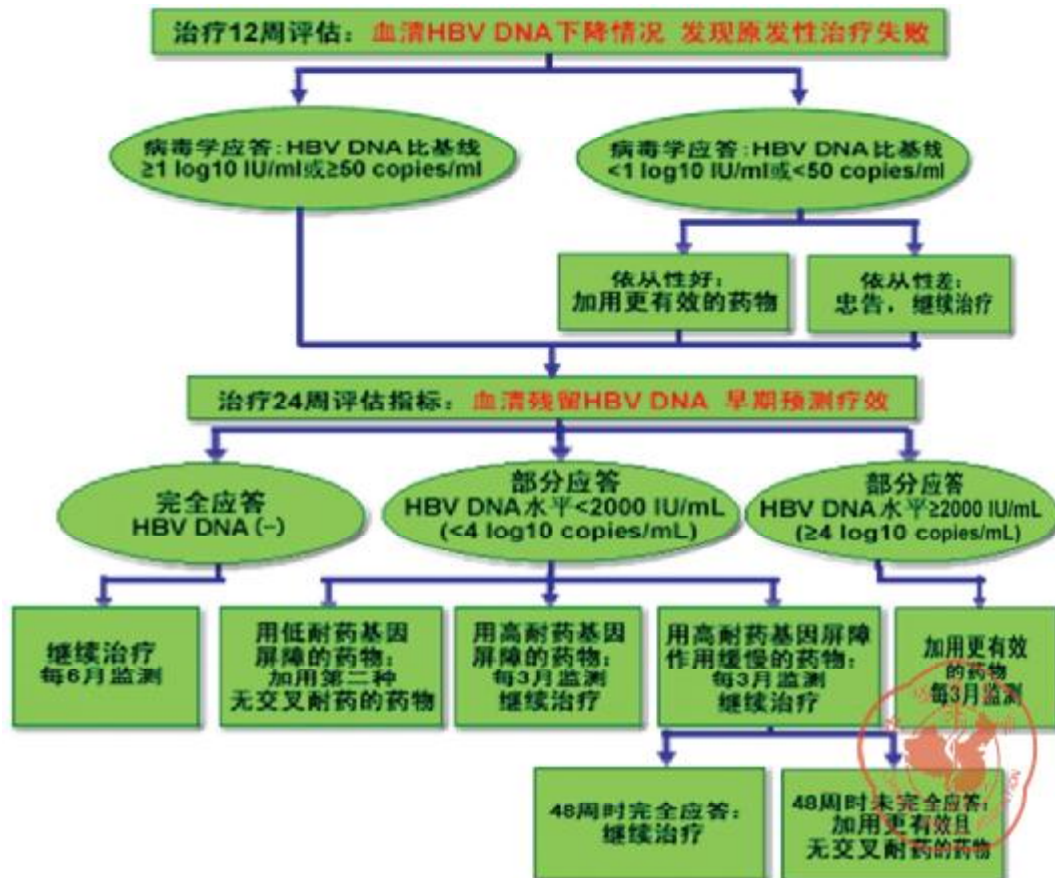 治疗12周评估：血清HBV DNA下降情况 发现原发性治疗失败
病毒学应答：HBV DNA比基线
≥1 log10 IU/ml或≥50 copies/ml
病毒学应答：HBV DNA比基线
<1 log10 IU/ml或<50 copies/ml
依从性好：
加用更有效的药物
依从性差：
忠告，继续治疗
治疗24周评估指标：血清残留HBV DNA 早期预测疗效
完全应答
HBV DNA (−)
部分应答
HBV DNA水平<2000 IU/mL
(<4 log10 copies/mL)
部分应答
HBV DNA水平≥2000 IU/mL
(≥4 log10 copies/mL)
继续治疗
每6月监测
用低耐药基因
屏障的药物：
加用第二种
无交叉耐药的药物
用高耐药基因
屏障的药物：
每3月监测
继续治疗
用高耐药基因屏障
作用缓慢的药物：
每3月监测
继续治疗
加用更有效
的药物
每3月监测
48周时完全应答：
继续治疗
48周时未完全应答：
加用更有效且
无交叉耐药的药物